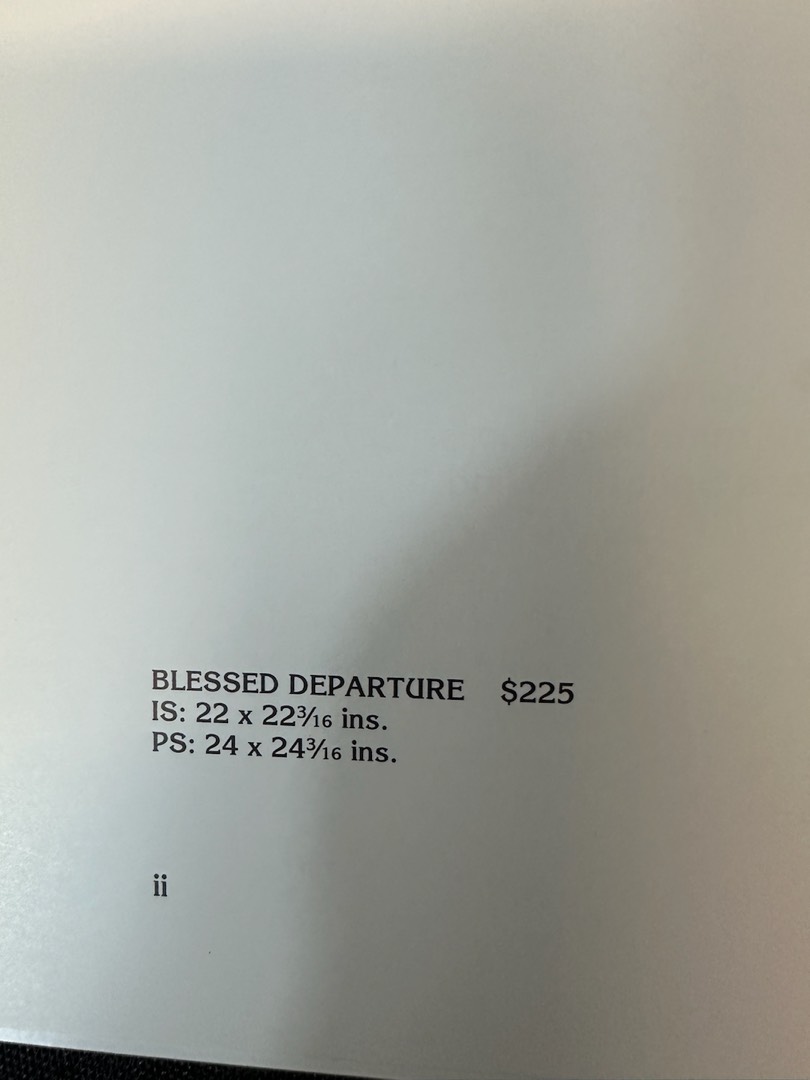 BLESSED DEPARTURE $225
IS: 22 x 22³⁄₁₆ ins.
PS: 24 x 24³⁄₁₆ ins.
ii